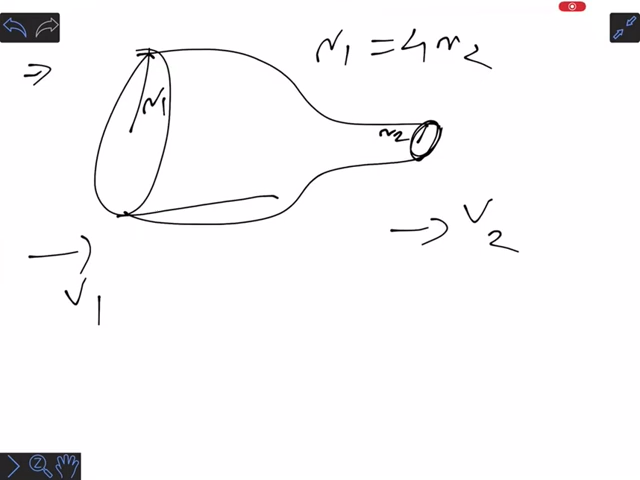 r₁ = 4r₂
⇒
r₁
r₂
→ V₂
→ V₁